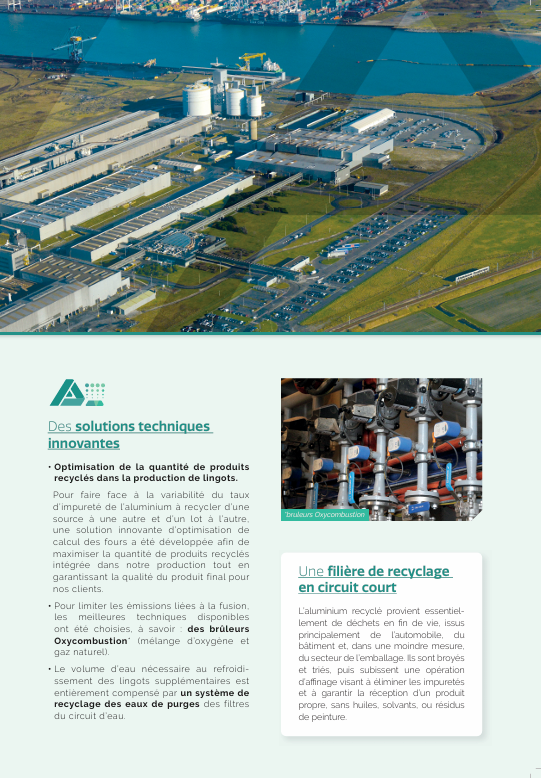 Des solutions techniques
innovantes
• Optimisation de la quantité de produits
recyclés dans la production de lingots.
Pour faire face à la variabilité du taux
d'impureté de l'aluminium à recycler d'une
source à une autre et d'un lot à l'autre,
une solution innovante d'optimisation de
calcul des fours a été développée afin de
maximiser la quantité de produits recyclés
intégrée dans notre production tout en
garantissant la qualité du produit final pour
nos clients.
• Pour limiter les émissions liées à la fusion,
les meilleures techniques disponibles
ont été choisies, à savoir : des brûleurs
Oxycombustion* (mélange d'oxygène et
gaz naturel).
• Le volume d'eau nécessaire au refroidi-
ssement des lingots supplémentaires est
entièrement compensé par un système de
recyclage des eaux de purges des filtres
du circuit d'eau.
*bruleurs Oxycombustion
Une filière de recyclage
en circuit court
L'aluminium recyclé provient essentiel-
lement de déchets en fin de vie, issus
principalement de l'automobile, du
bâtiment et, dans une moindre mesure,
du secteur de l'emballage. Ils sont broyés
et triés, puis subissent une opération
d'affinage visant à éliminer les impuretés
et à garantir la réception d'un produit
propre, sans huiles, solvants, ou résidus
de peinture.